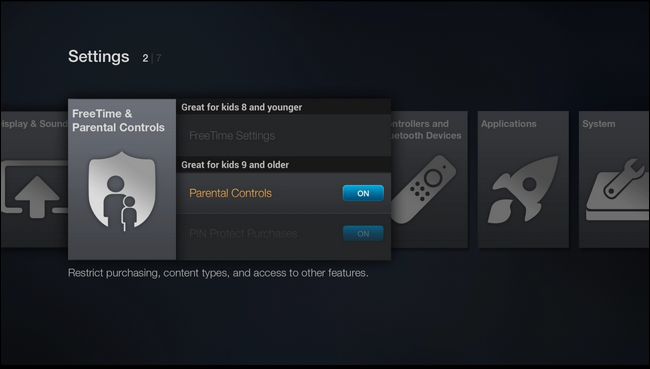 Settings 2 | 7
Display & Sound
FreeTime &
Parental Controls
Great for kids 8 and younger
FreeTime Settings
Great for kids 9 and older
Parental Controls ON
PIN Protect Purchases ON
ntrollers and
uetooth Devices
Applications
System
Restrict purchasing, content types, and access to other features.